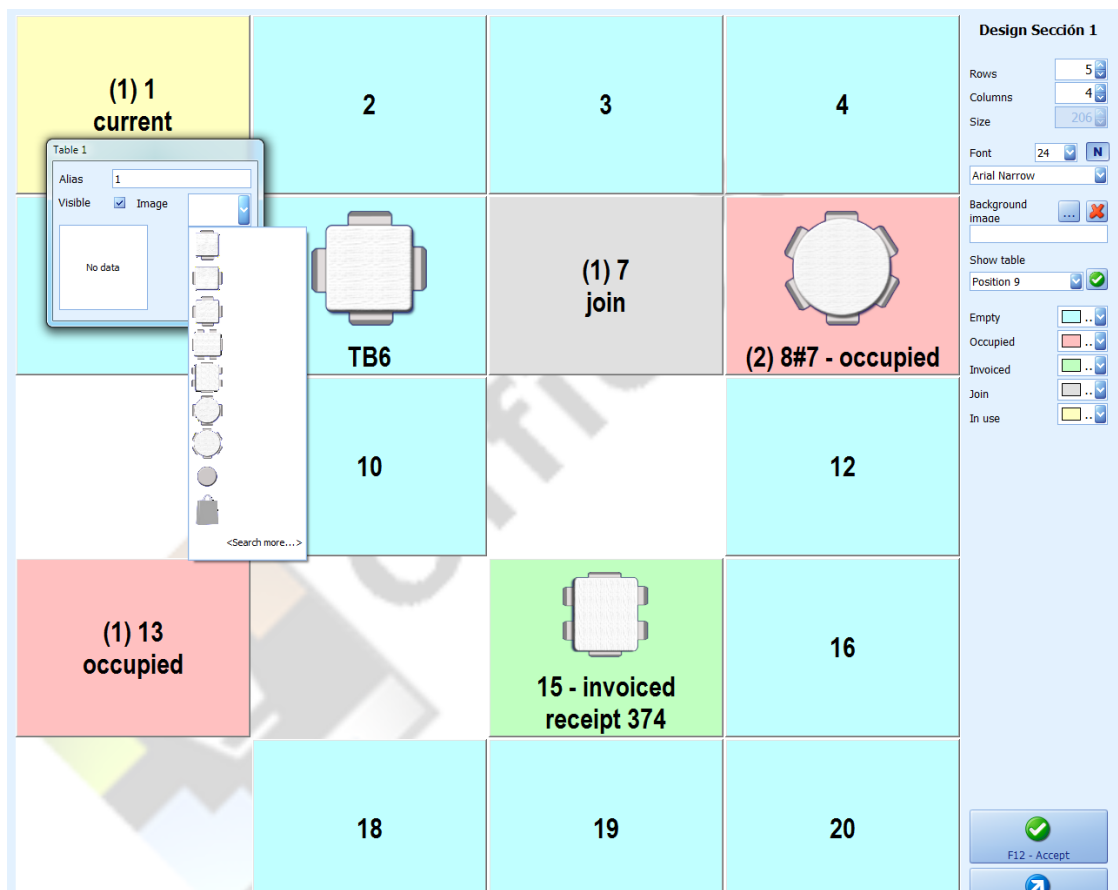 (1) 1
current
2
3
4
Table 1
Alias
1
Visible
Image
No data
<Search more...>
TB6
(1) 7
join
(2) 8#7 - occupied
10
12
(1) 13
occupied
15 - invoiced
receipt 374
16
18
19
20
Design Sección 1
Rows
5
Columns
4
Size
206
Font
24
N
Arial Narrow
Background
image
...
Show table
Position 9
Empty
..
Occupied
..
Invoiced
..
Join
..
In use
..
F12 - Accept